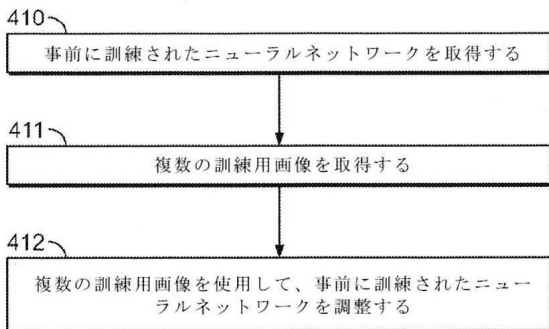 410
事前に訓練されたニューラルネットワークを取得する
411
複数の訓練用画像を取得する
412
複数の訓練用画像を使用して、事前に訓練されたニュー
ラルネットワークを調整する